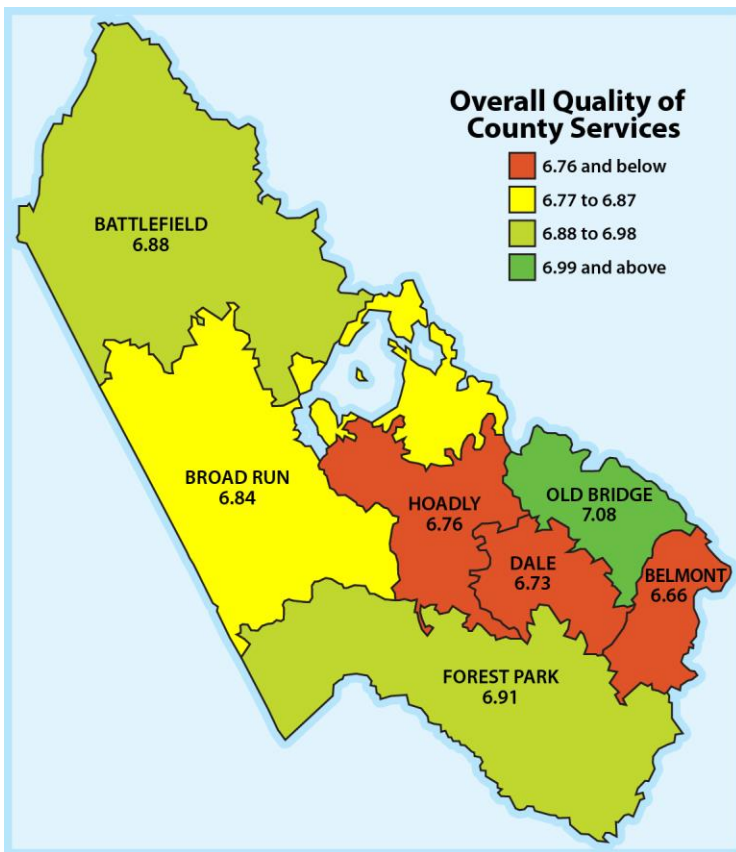 Overall Quality of
County Services
6.76 and below
6.77 to 6.87
6.88 to 6.98
6.99 and above
BATTLEFIELD
6.88
BROAD RUN
6.84
HOADLY
6.76
OLD BRIDGE
7.08
DALE
6.73
BELMONT
6.66
FOREST PARK
6.91